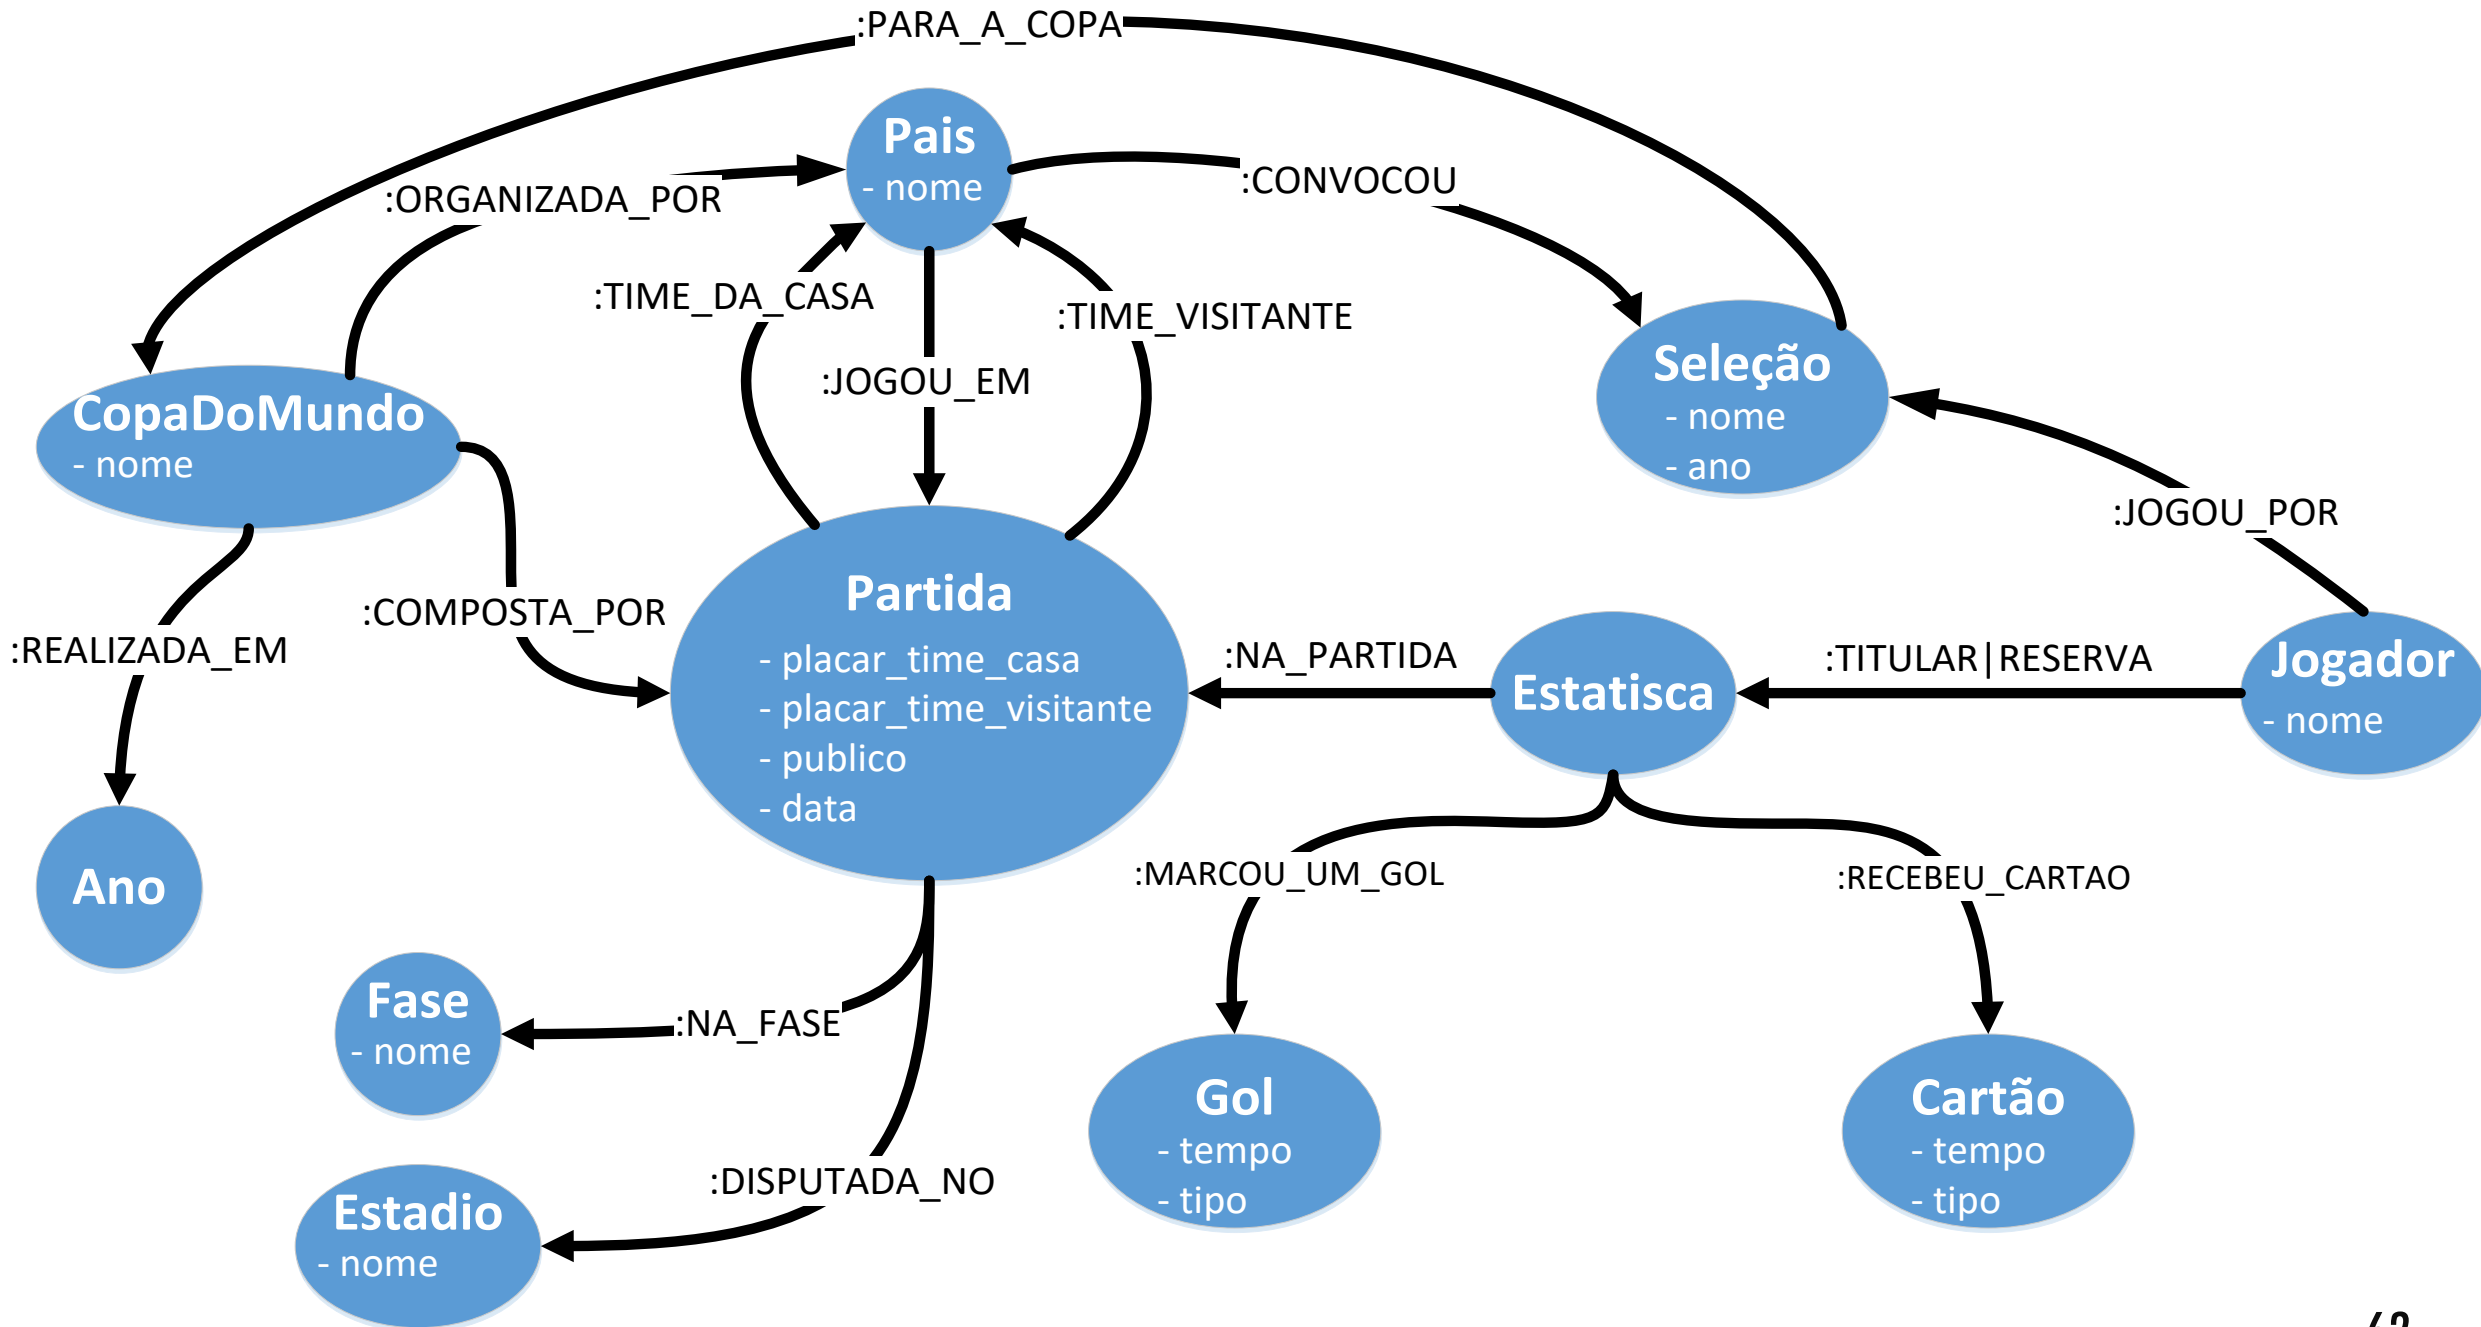 :PARA_A_COPA
Pais
- nome
:ORGANIZADA_POR
:CONVOCOU
:TIME_DA_CASA
:TIME_VISITANTE
:JOGOU_EM
Seleção
- nome
- ano
CopaDoMundo
- nome
:JOGOU_POR
:COMPOSTA_POR
:REALIZADA_EM
Partida
- placar_time_casa
- placar_time_visitante
- publico
- data
:NA_PARTIDA
Estatisca
:TITULAR|RESERVA
Jogador
- nome
Ano
:MARCOU_UM_GOL
:RECEBEU_CARTAO
Fase
- nome
:NA_FASE
Gol
- tempo
- tipo
Cartão
- tempo
- tipo
:DISPUTADA_NO
Estadio
- nome